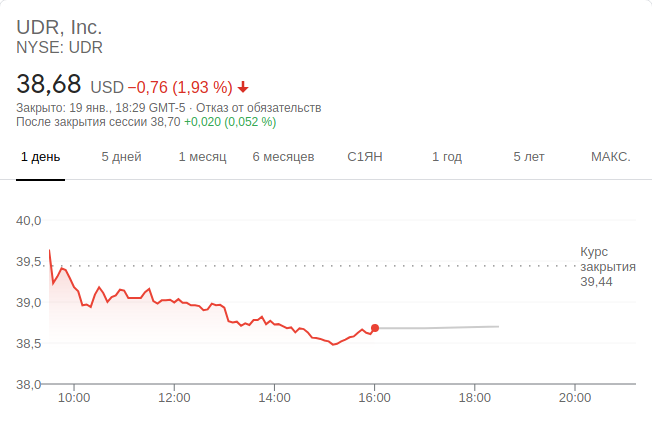 UDR, Inc.
NYSE: UDR
38,68 USD −0,76 (1,93 %)
Закрыто: 19 янв., 18:29 GMT-5 · Отказ от обязательств
После закрытия сессии 38,70 +0,020 (0,052 %)
1 день 5 дней 1 месяц 6 месяцев С1ЯН 1 год 5 лет МАКС.
40,0
39,5
39,0
38,5
38,0
Курс
закрытия
39,44
10:00 12:00 14:00 16:00 18:00 20:00